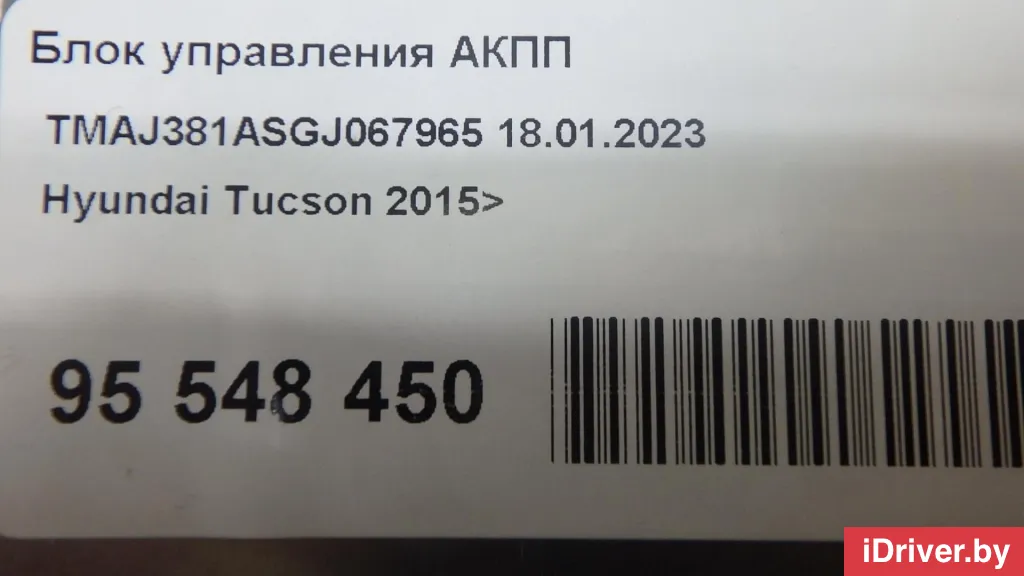 Блок управления АКПП
TMAJ381ASGJ067965 18.01.2023
Hyundai Tucson 2015>
95 548 450
iDriver.by